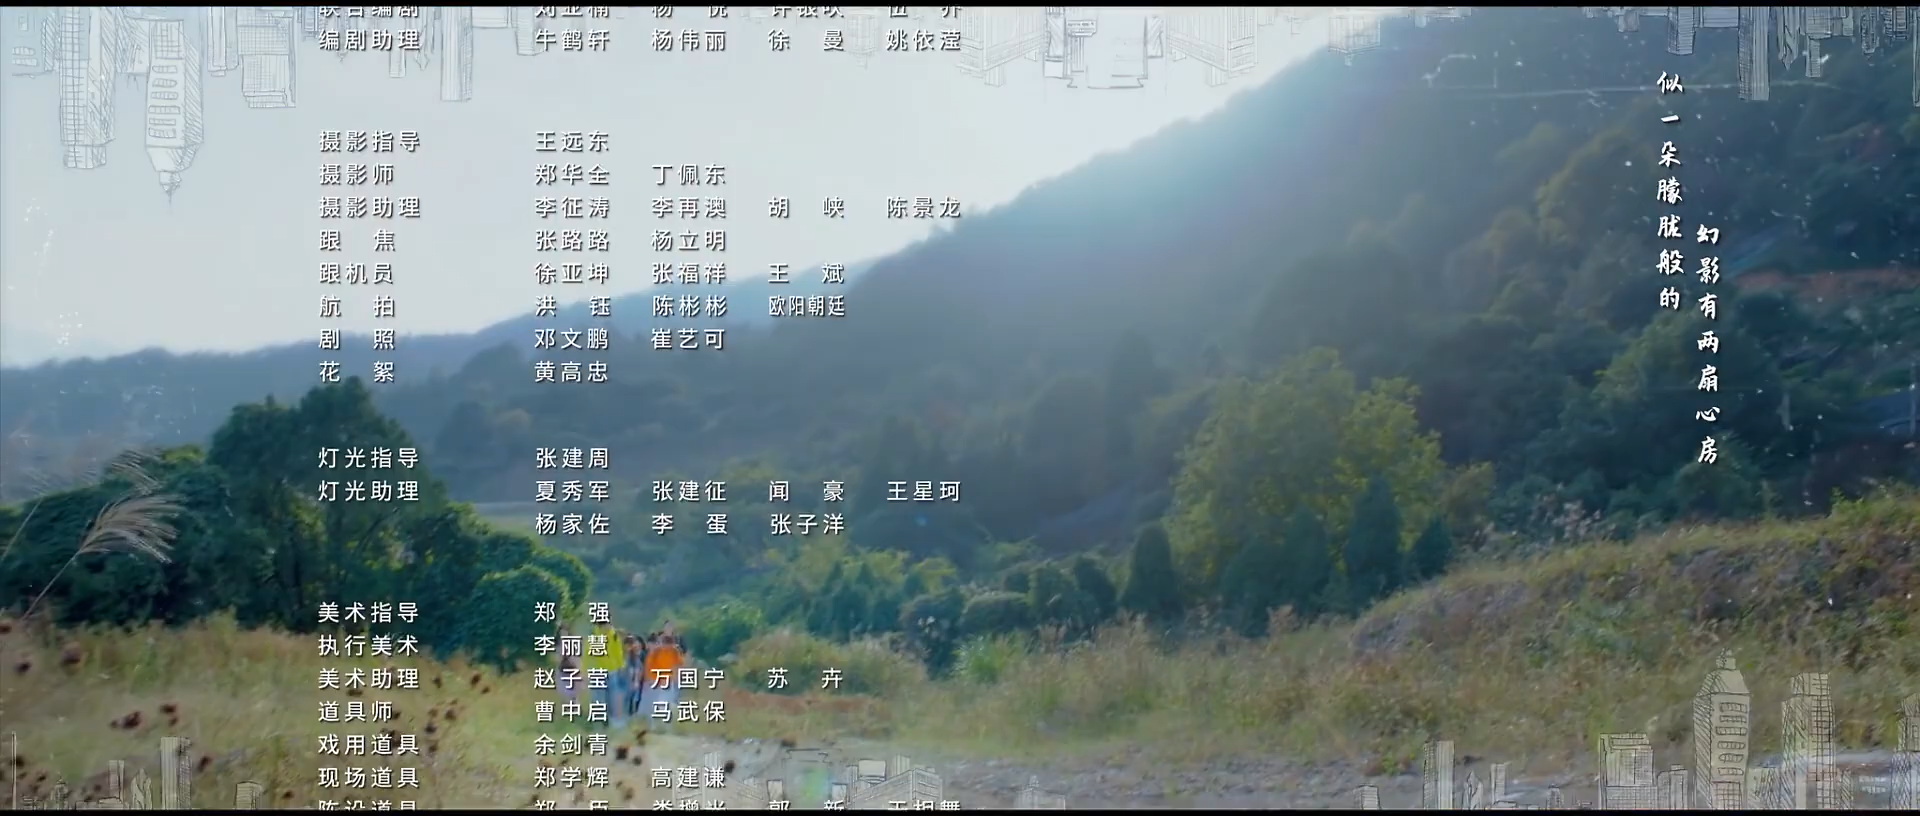 编剧助理 牛鹤轩 杨伟丽 徐曼 姚依滢
摄影指导 王远东
摄影师 郑华全 丁佩东
摄影助理 李征涛 李再澳 胡峡 陈景龙
跟焦 张路路 杨立明
跟机员 徐亚坤 张福祥 王斌
航拍 洪钰 陈彬彬 欧阳朝廷
剧照 邓文鹏 崔艺可
花絮 黄高忠
灯光指导 张建周
灯光助理 夏秀军 张建征 闻豪 王星珂
杨家佐 李蛋 张子洋
美术指导 郑强
执行美术 李丽慧
美术助理 赵子莹 万国宁 苏卉
道具师 曹中启 马武保
戏用道具 余剑青
现场道具 郑学辉 高建谦
似一朵朦胧般的
幻影有两扇心房